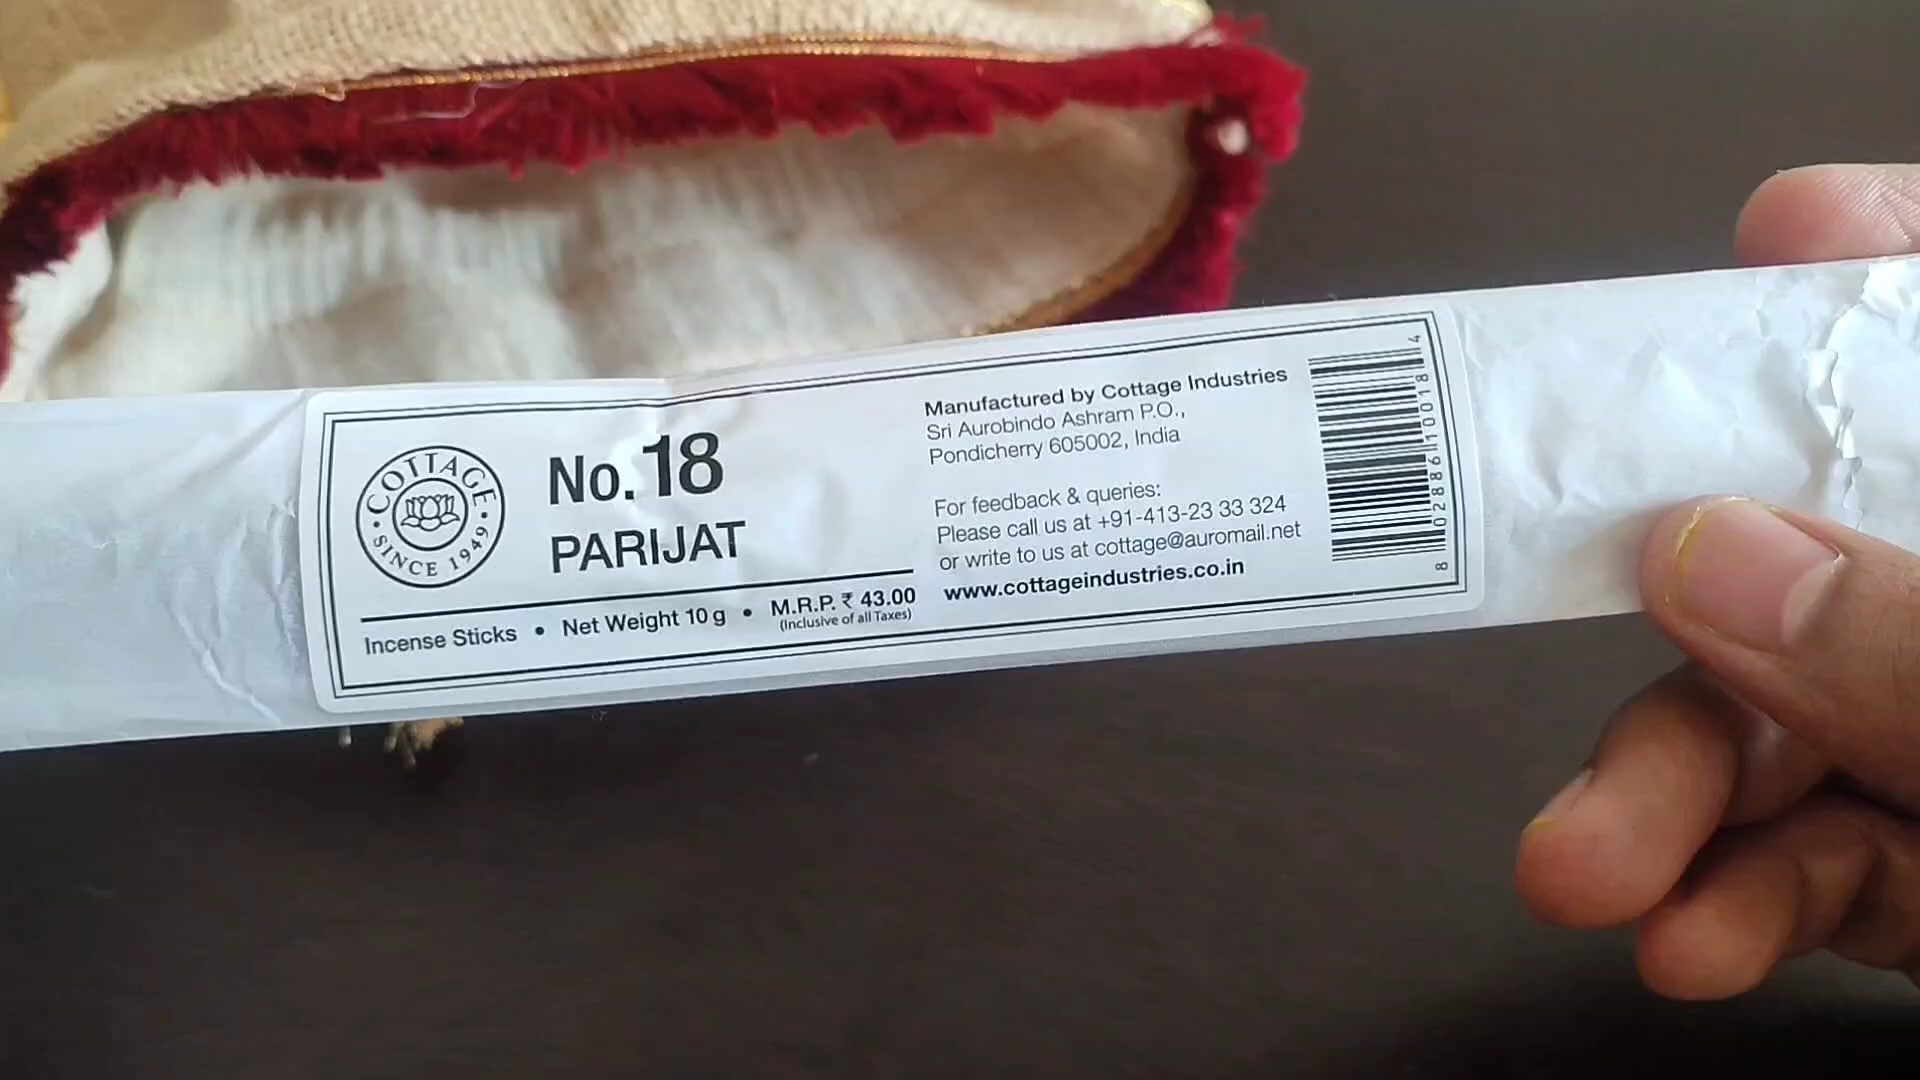 COTTAGE
SINCE 1949
No. 18
PARIJAT
Incense Sticks • Net Weight 10 g • M.R.P. ₹ 43.00
(Inclusive of all Taxes)
Manufactured by Cottage Industries
Sri Aurobindo Ashram P.O.,
Pondicherry 605002, India
For feedback & queries:
Please call us at +91-413-23 33 324
or write to us at cottage@auromail.net
www.cottageindustries.co.in
8 028861 100184